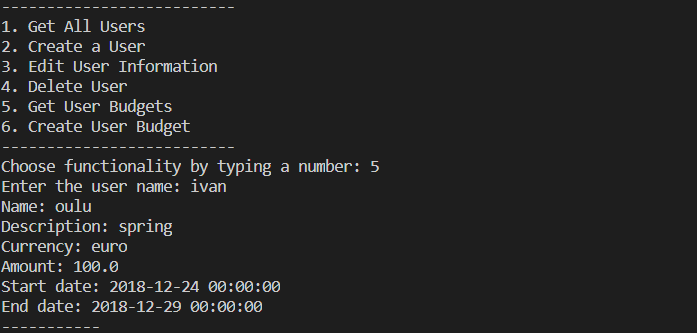 --------------------------
1. Get All Users
2. Create a User
3. Edit User Information
4. Delete User
5. Get User Budgets
6. Create User Budget
--------------------------
Choose functionality by typing a number: 5
Enter the user name: ivan
Name: oulu
Description: spring
Currency: euro
Amount: 100.0
Start date: 2018-12-24 00:00:00
End date: 2018-12-29 00:00:00
-----------